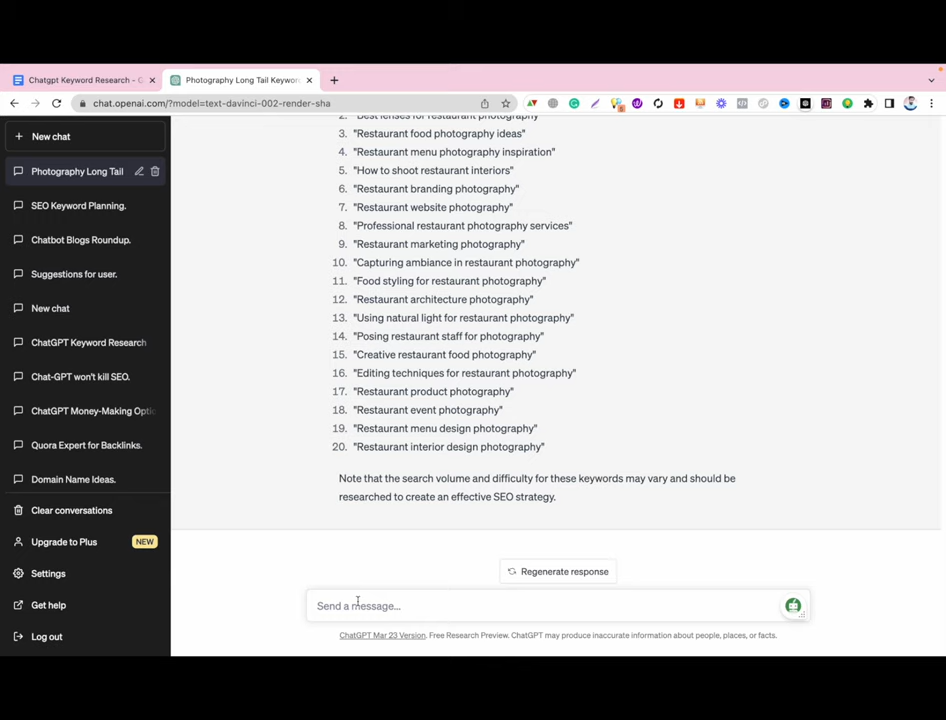 Chatgpt Keyword Research - G
Photography Long Tail Keyword
chat.openai.com/?model=text-davinci-002-render-sha
New chat
Photography Long Tail
SEO Keyword Planning.
Chatbot Blogs Roundup.
Suggestions for user.
New chat
ChatGPT Keyword Research
Chat-GPT won't kill SEO.
ChatGPT Money-Making Optio
Quora Expert for Backlinks.
Domain Name Ideas.
Clear conversations
Upgrade to Plus NEW
Settings
Get help
Log out
2. "Best lenses for restaurant photography"
3. "Restaurant food photography ideas"
4. "Restaurant menu photography inspiration"
5. "How to shoot restaurant interiors"
6. "Restaurant branding photography"
7. "Restaurant website photography"
8. "Professional restaurant photography services"
9. "Restaurant marketing photography"
10. "Capturing ambiance in restaurant photography"
11. "Food styling for restaurant photography"
12. "Restaurant architecture photography"
13. "Using natural light for restaurant photography"
14. "Posing restaurant staff for photography"
15. "Creative restaurant food photography"
16. "Editing techniques for restaurant photography"
17. "Restaurant product photography"
18. "Restaurant event photography"
19. "Restaurant menu design photography"
20. "Restaurant interior design photography"
Note that the search volume and difficulty for these keywords may vary and should be
researched to create an effective SEO strategy.
Regenerate response
Send a message...
ChatGPT Mar 23 Version. Free Research Preview. ChatGPT may produce inaccurate information about people, places, or facts.